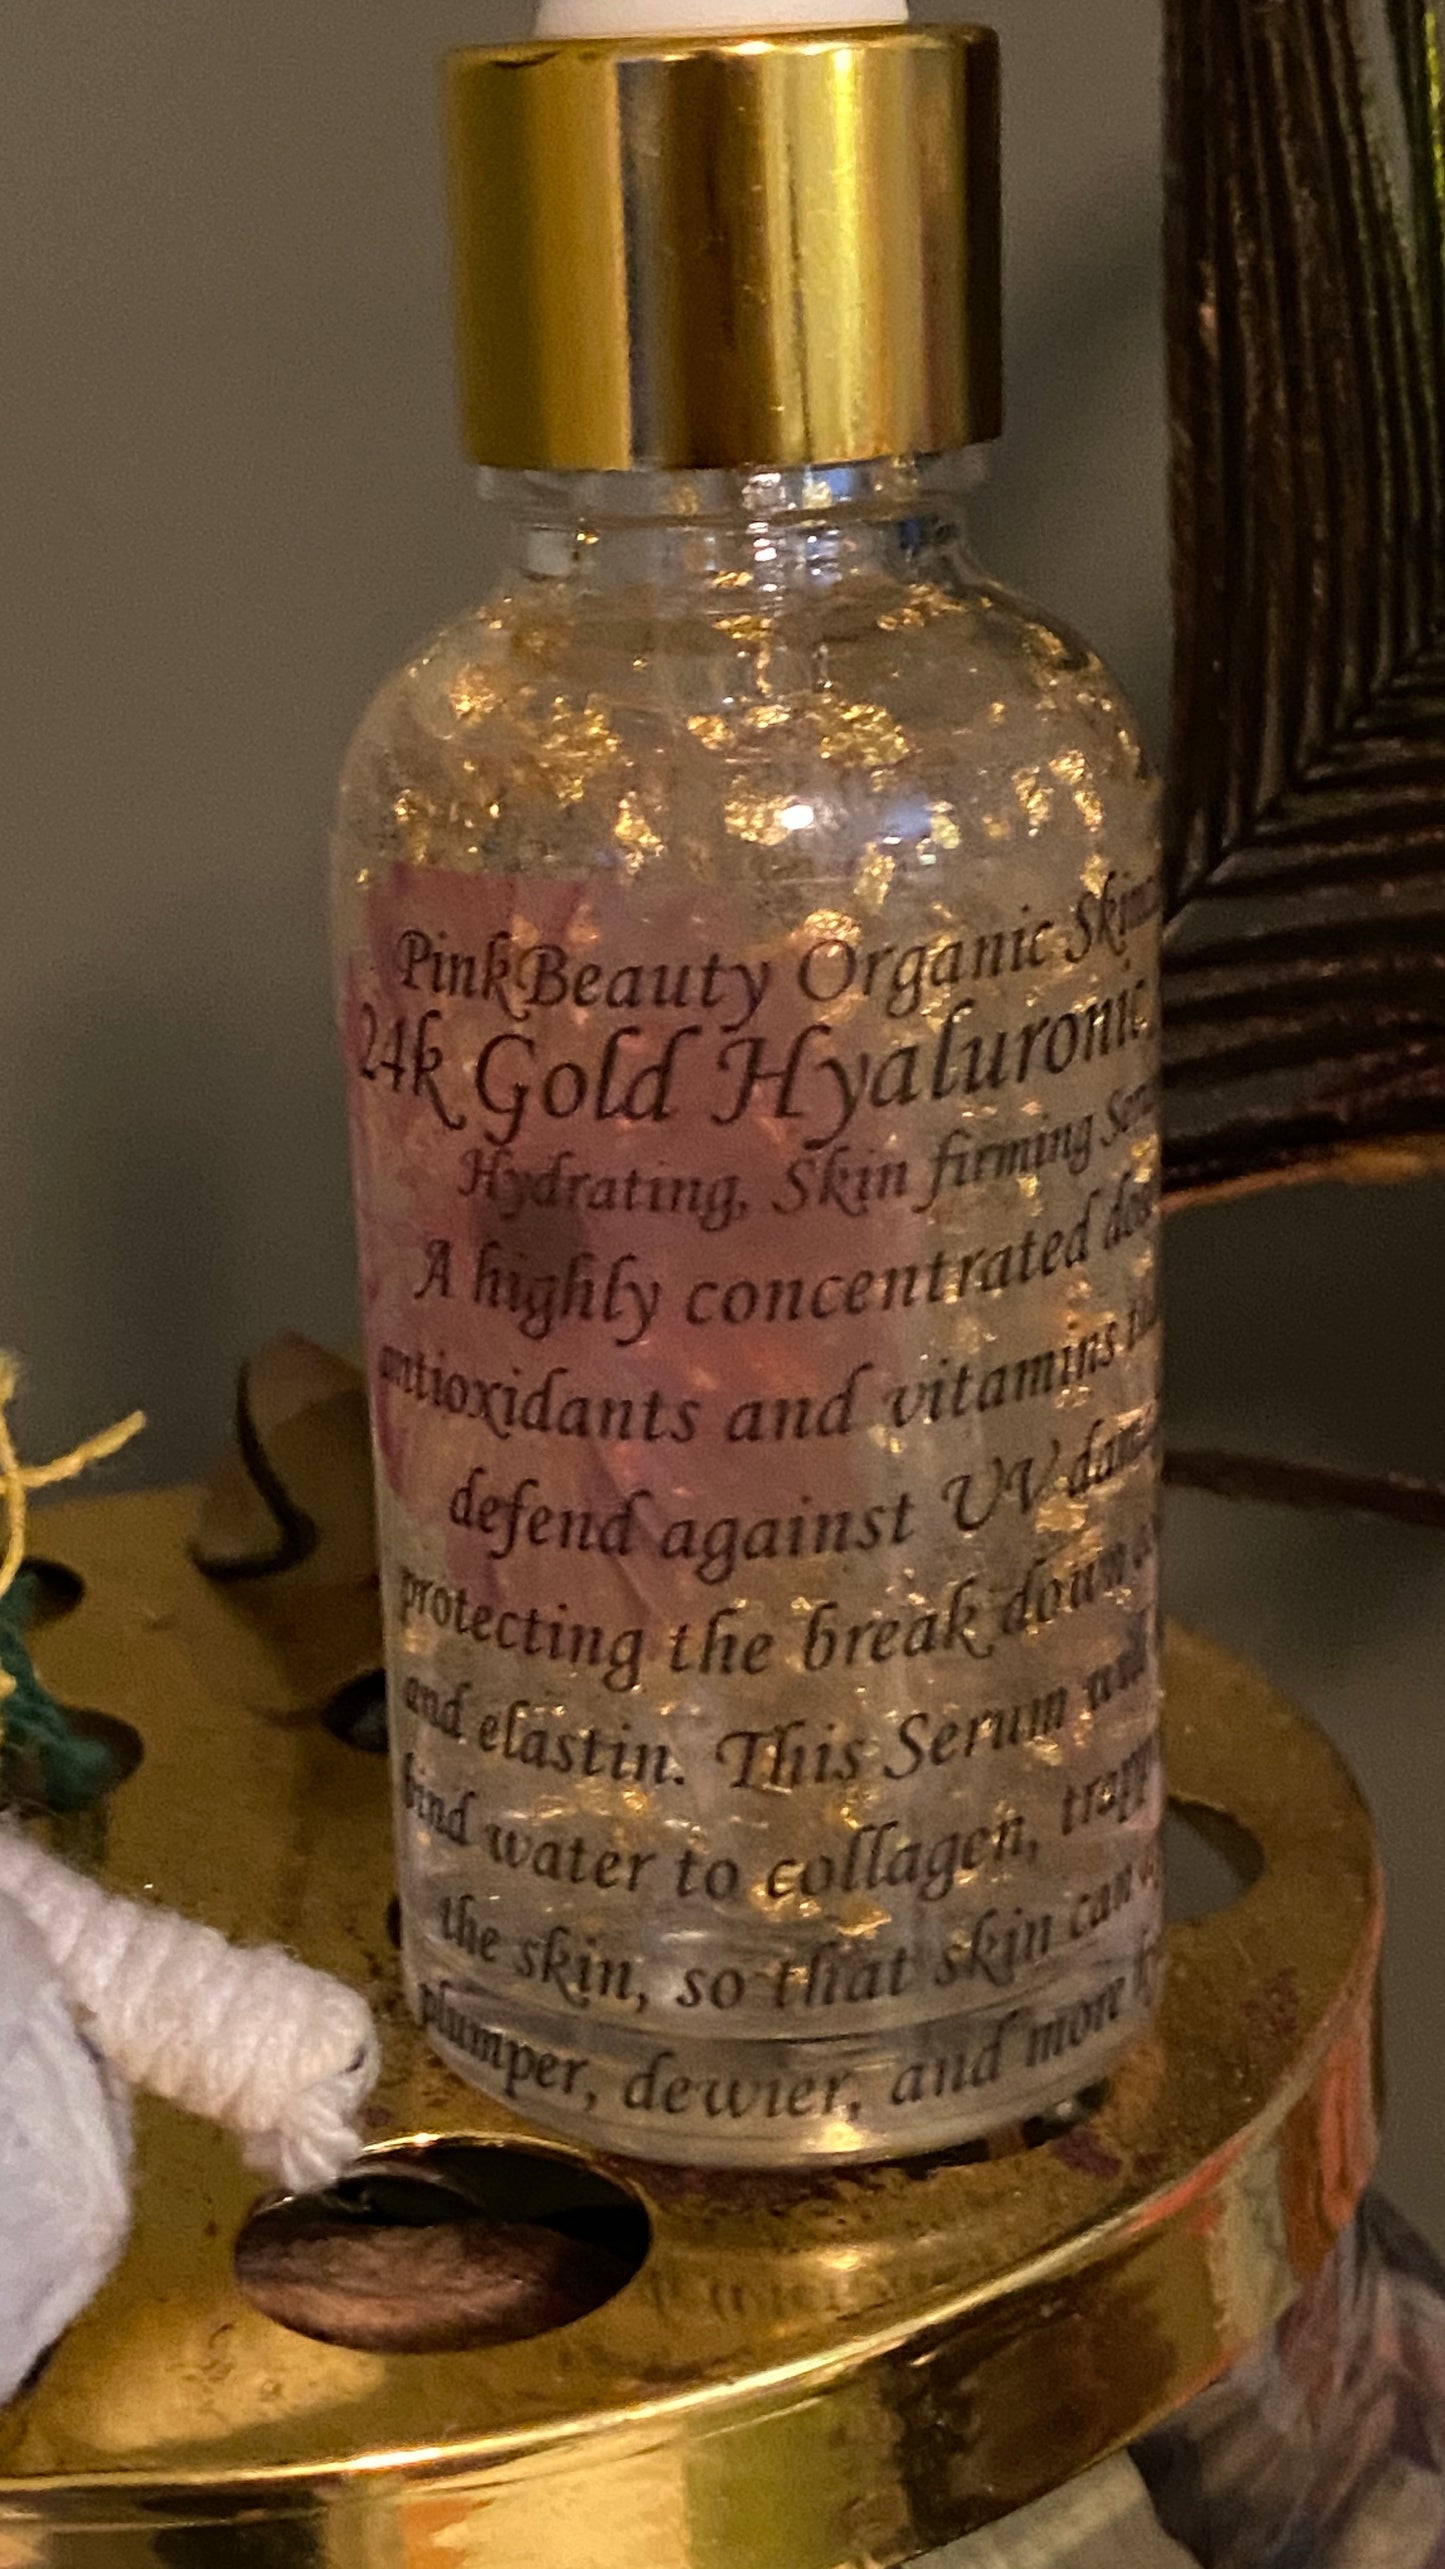 PinkBeauty Organic
24k Gold Hyaluronic
Hydrating, Skin firming
A highly concentrated
antioxidants and vitamins
defend against UV
protecting the break down
and elastin. This Serum
bind water to collagen,
the skin, so that skin can
plumper, dewier, and more